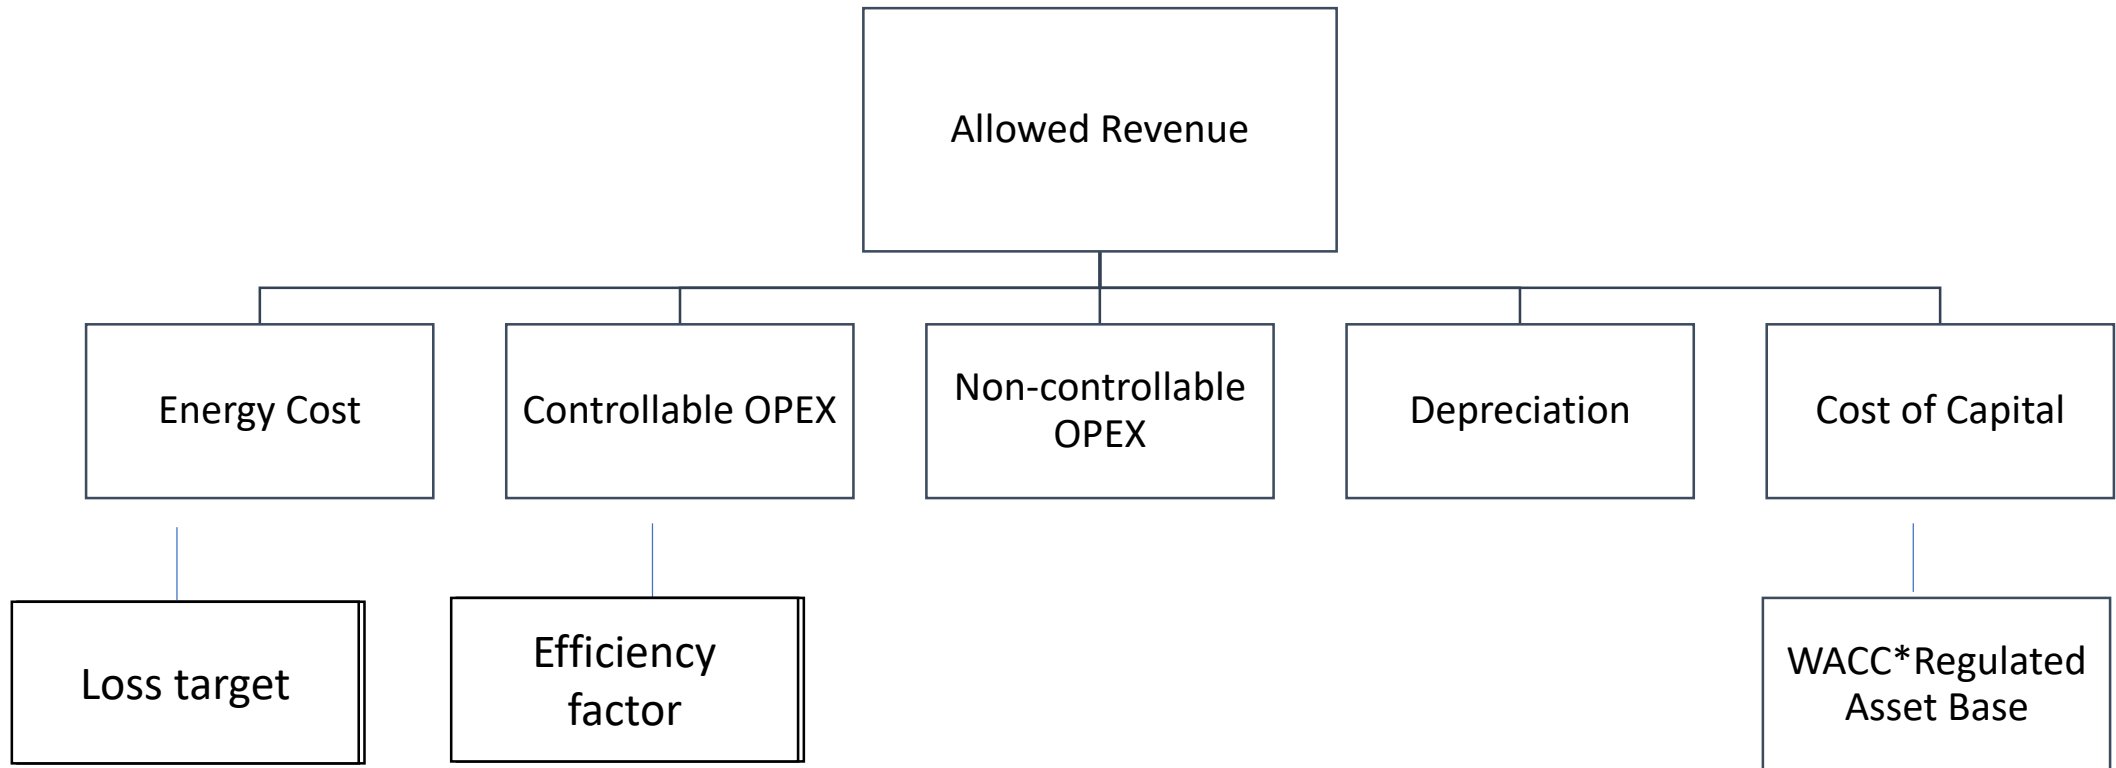 Allowed Revenue
Energy Cost
Controllable OPEX
Non-controllable
OPEX
Depreciation
Cost of Capital
Loss target
Efficiency
factor
WACC*Regulated
Asset Base